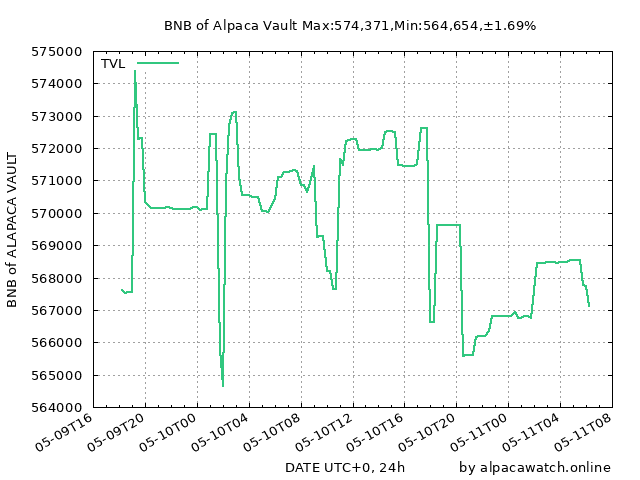 BNB of Alpaca Vault Max:574,371,Min:564,654,±1.69%
575000
TVL
574000
573000
572000
571000
570000
569000
568000
567000
566000
565000
564000
BNB of ALAPACA VAULT
05-09T16
05-09T20
05-10T00
05-10T04
05-10T08
05-10T12
05-10T16
05-10T20
05-11T00
05-11T04
05-11T08
DATE UTC+0, 24h
by alpacawatch.online